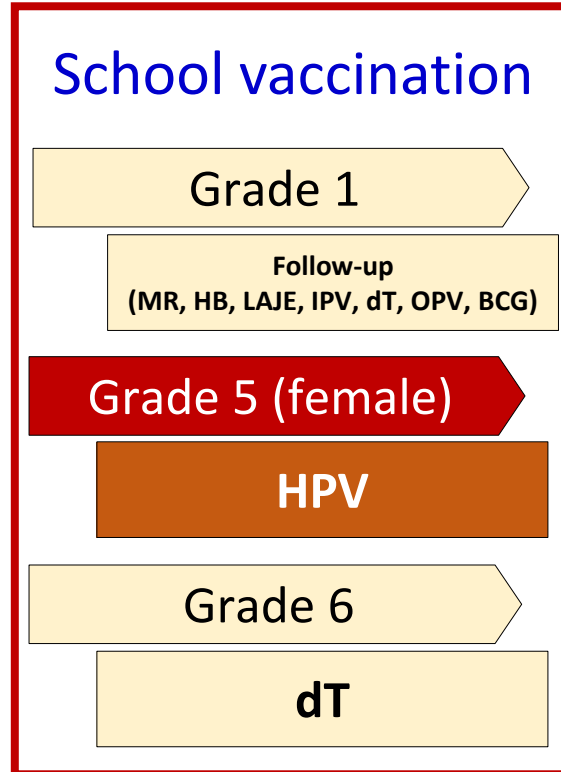 School vaccination
Grade 1
Follow-up
(MR, HB, LAJE, IPV, dT, OPV, BCG)
Grade 5 (female)
HPV
Grade 6
dT